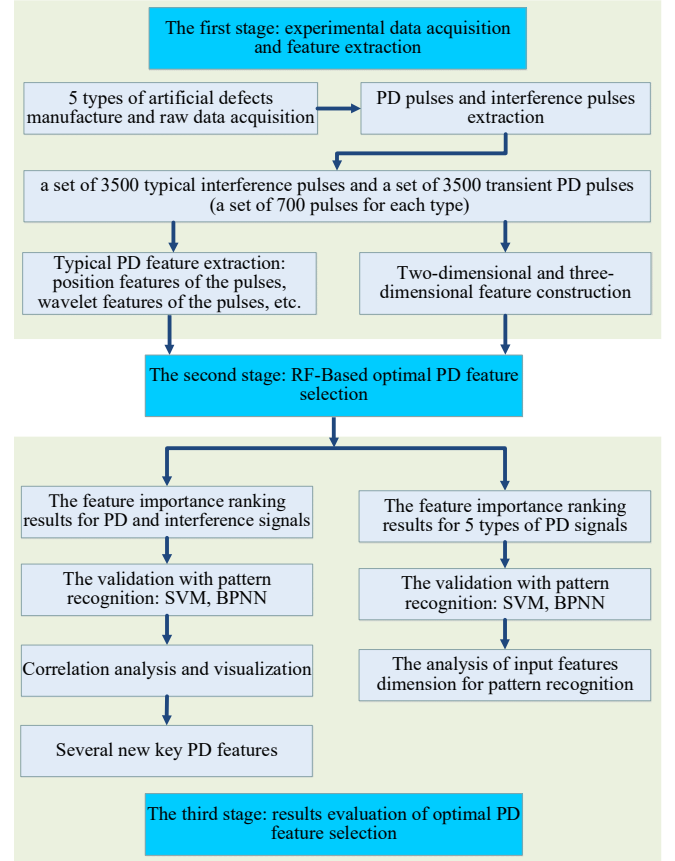 The first stage: experimental data acquisition
and feature extraction
5 types of artificial defects
manufacture and raw data acquisition
PD pulses and interference pulses
extraction
a set of 3500 typical interference pulses and a set of 3500 transient PD pulses
(a set of 700 pulses for each type)
Typical PD feature extraction:
position features of the pulses,
wavelet features of the pulses, etc.
Two-dimensional and three-
dimensional feature construction
The second stage: RF-Based optimal PD feature
selection
The feature importance ranking
results for PD and interference signals
The validation with pattern
recognition: SVM, BPNN
Correlation analysis and visualization
Several new key PD features
The feature importance ranking
results for 5 types of PD signals
The validation with pattern
recognition: SVM, BPNN
The analysis of input features
dimension for pattern recognition
The third stage: results evaluation of optimal PD
feature selection